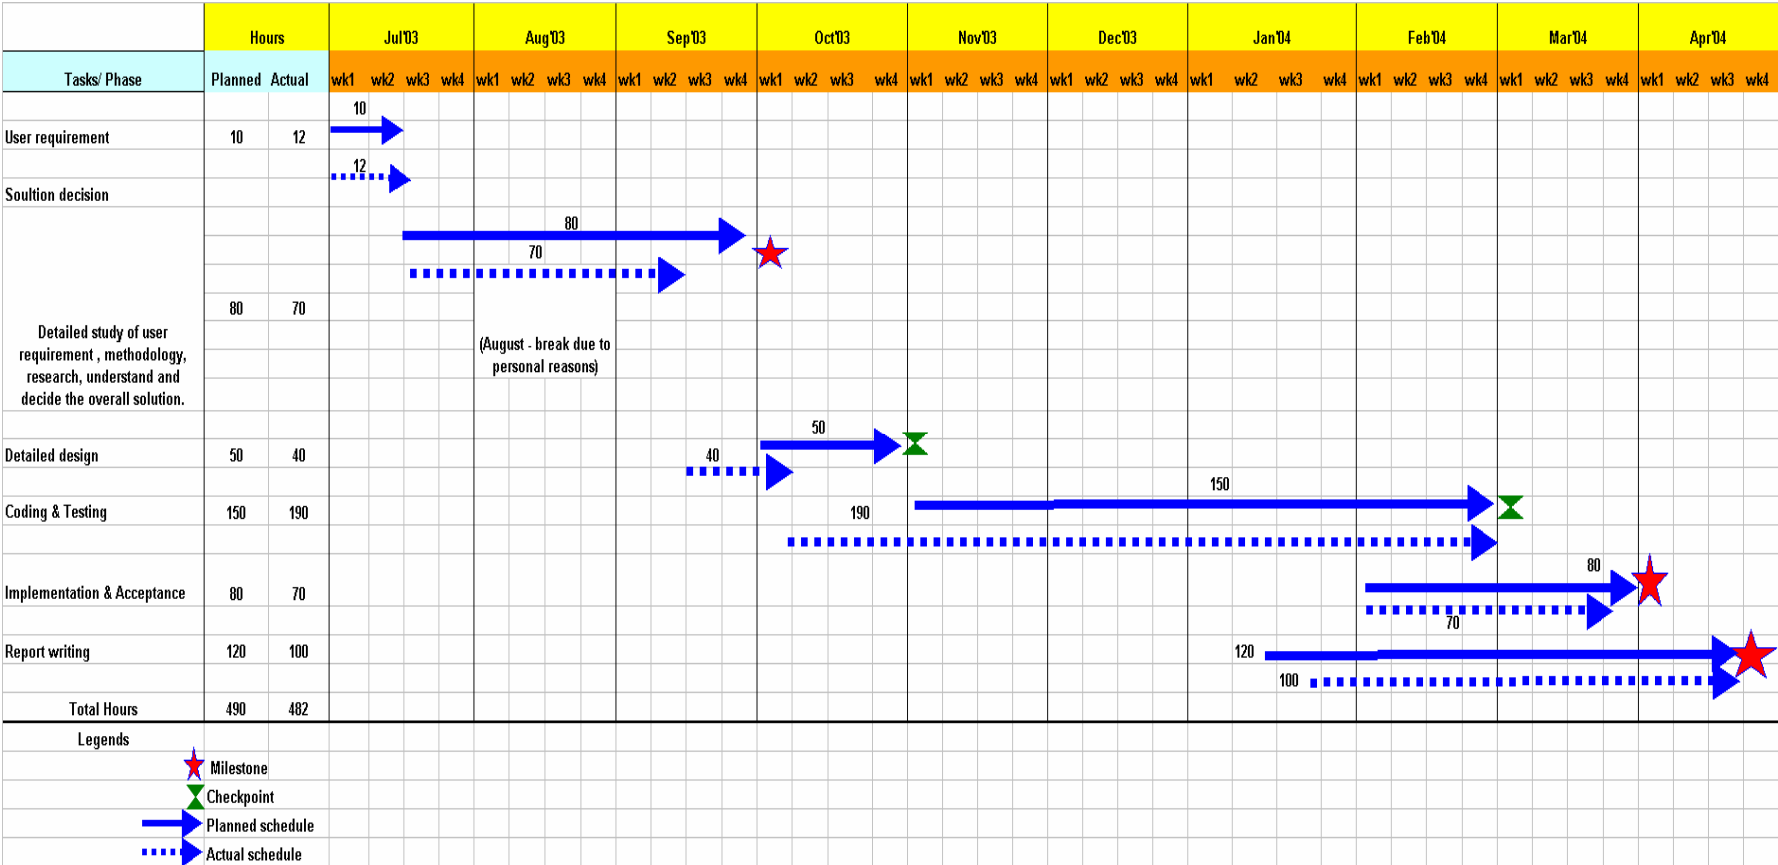 Hours Jul'03 Aug'03 Sep'03 Oct'03 Nov'03 Dec'03 Jan'04 Feb'04 Mar'04 Apr'04
Tasks/ Phase Planned Actual wk1 wk2 wk3 wk4 wk1 wk2 wk3 wk4 wk1 wk2 wk3 wk4 wk1 wk2 wk3 wk4 wk1 wk2 wk3 wk4 wk1 wk2 wk3 wk4 wk1 wk2 wk3 wk4 wk1 wk2 wk3 wk4 wk1 wk2 wk3 wk4 wk1 wk2 wk3 wk4
10
User requirement 10 12
12
Soultion decision
80
70
80 70
Detailed study of user
requirement , methodology,
research, understand and
decide the overall solution.
(August - break due to
personal reasons)
50
Detailed design 50 40 40
150
Coding & Testing 150 190 190
80
Implementation & Acceptance 80 70
70
Report writing 120 100 120
100
Total Hours 490 482
Legends
Milestone
Checkpoint
Planned schedule
Actual schedule